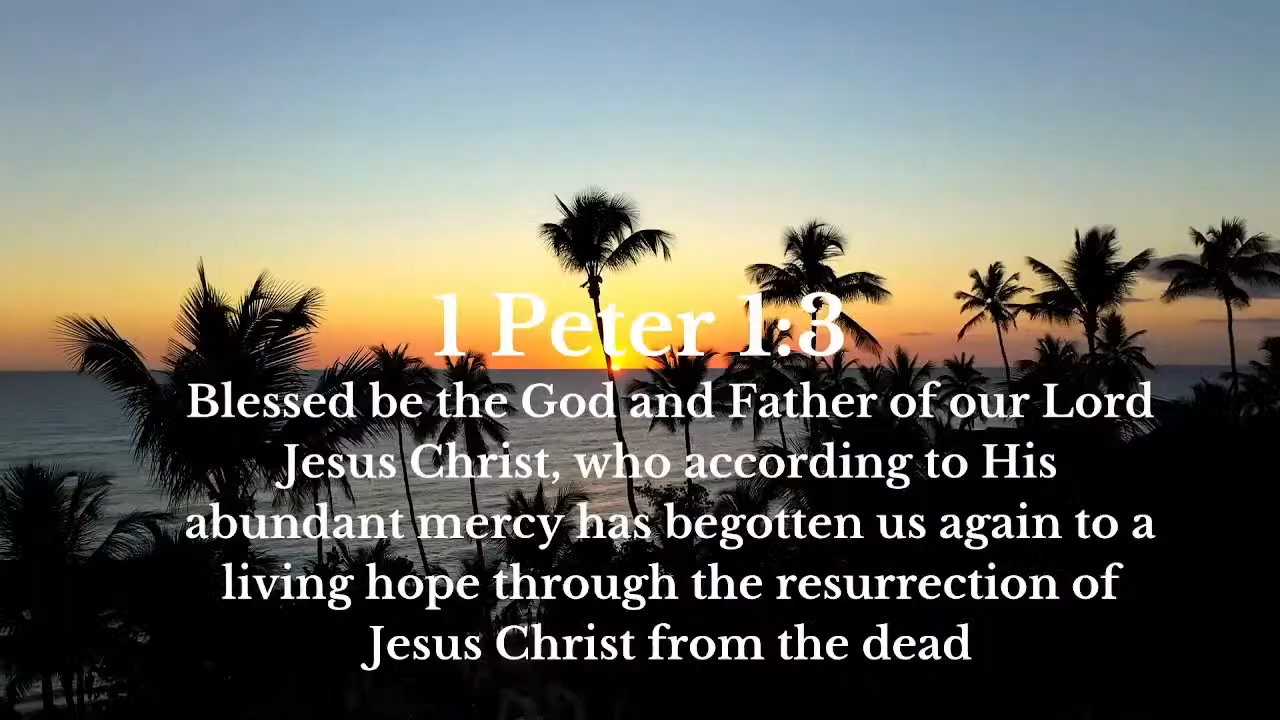 1 Peter 1:3
Blessed be the God and Father of our Lord
Jesus Christ, who according to His
abundant mercy has begotten us again to a
living hope through the resurrection of
Jesus Christ from the dead